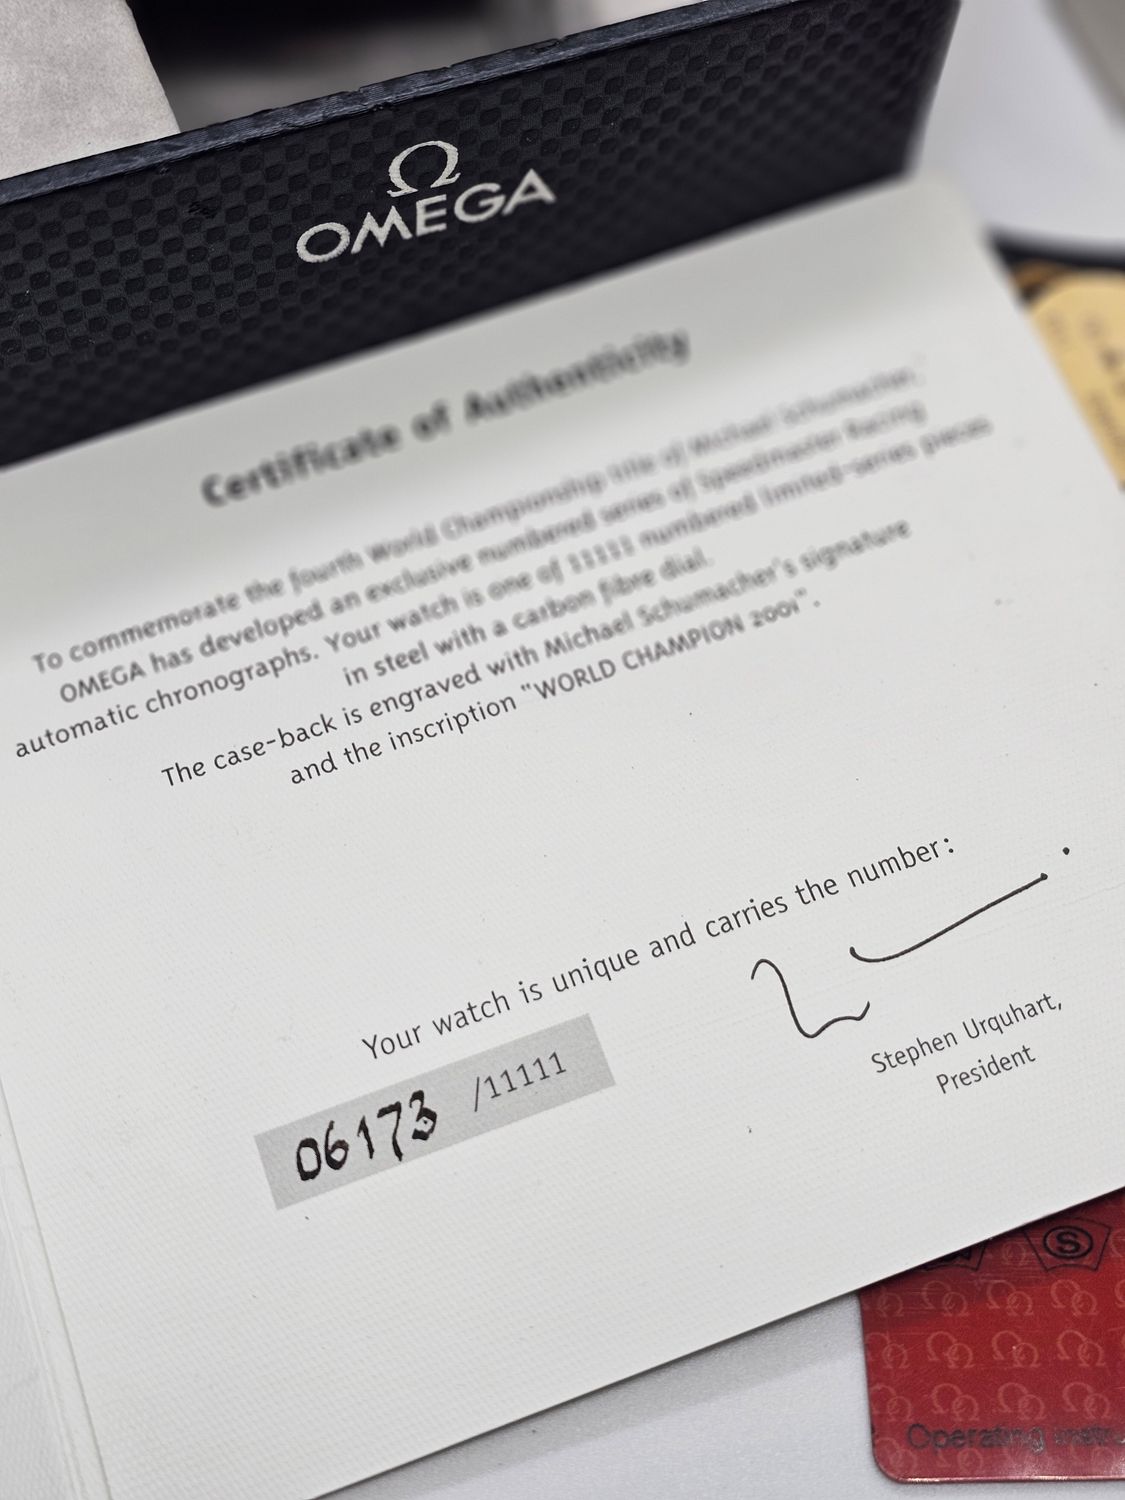 Ω
OMEGA
Certificate of Authenticity
To commemorate the fourth World Championship title of Michael Schumacher,
OMEGA has developed an exclusive numbered series of Speedmaster Racing
automatic chronographs. Your watch is one of 11111 numbered limited-series pieces
in steel with a carbon fibre dial.
The case-back is engraved with Michael Schumacher's signature
and the inscription "WORLD CHAMPION 2001".
Your watch is unique and carries the number:
06173 /11111
Stephen Urquhart,
President
S
Operating